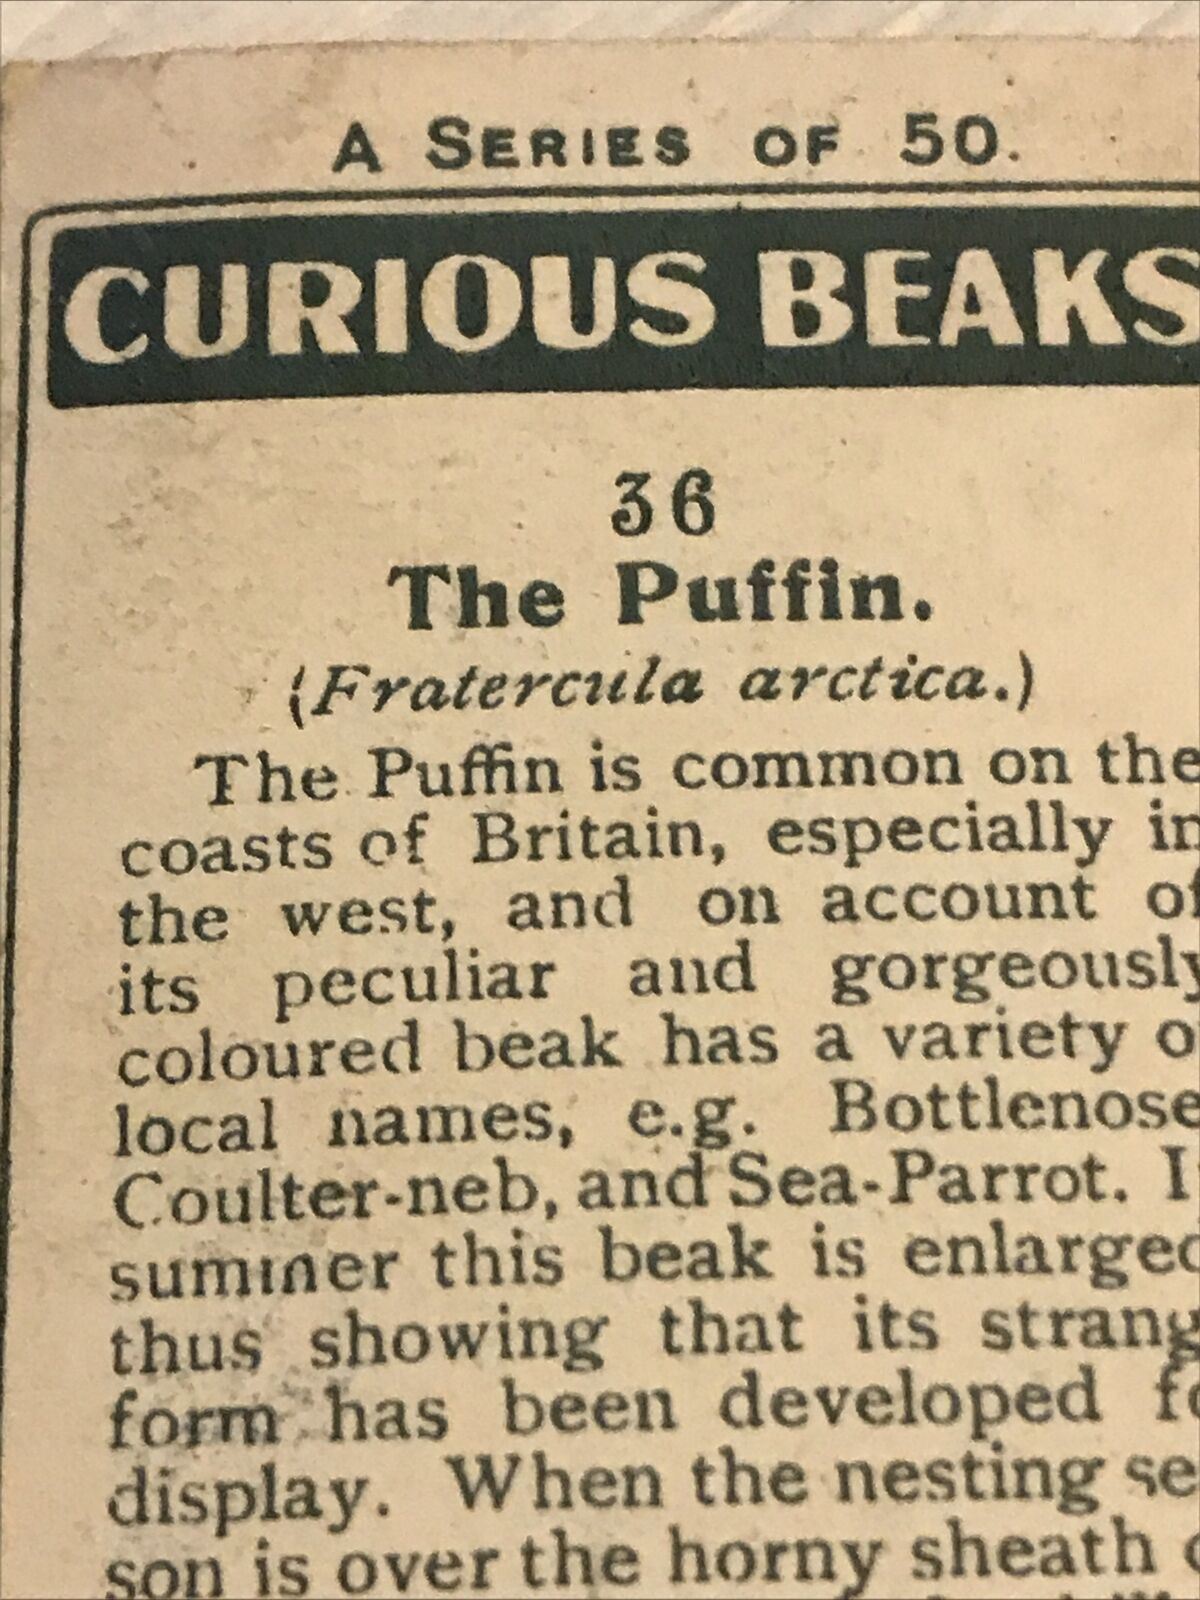 A SERIES OF 50.
CURIOUS BEAKS
36
The Puffin.
(Fratercula arctica.)
The Puffin is common on the
coasts of Britain, especially in
the west, and on account of
its peculiar and gorgeously
coloured beak has a variety o
local names, e.g. Bottlenose
Coulter-neb, and Sea-Parrot. I
summer this beak is enlarged
thus showing that its strang
form has been developed fo
display. When the nesting se
son is over the horny sheath